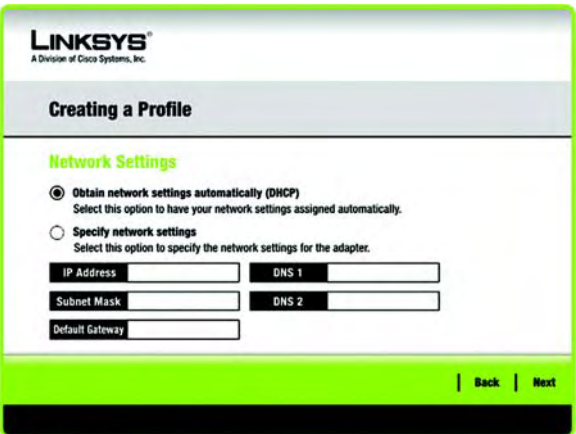 LINKSYS®
A Division of Cisco Systems, Inc.
Creating a Profile
Network Settings
Obtain network settings automatically (DHCP)
Select this option to have your network settings assigned automatically.
Specify network settings
Select this option to specify the network settings for the adapter.
IP Address
DNS 1
Subnet Mask
DNS 2
Default Gateway
Back
Next